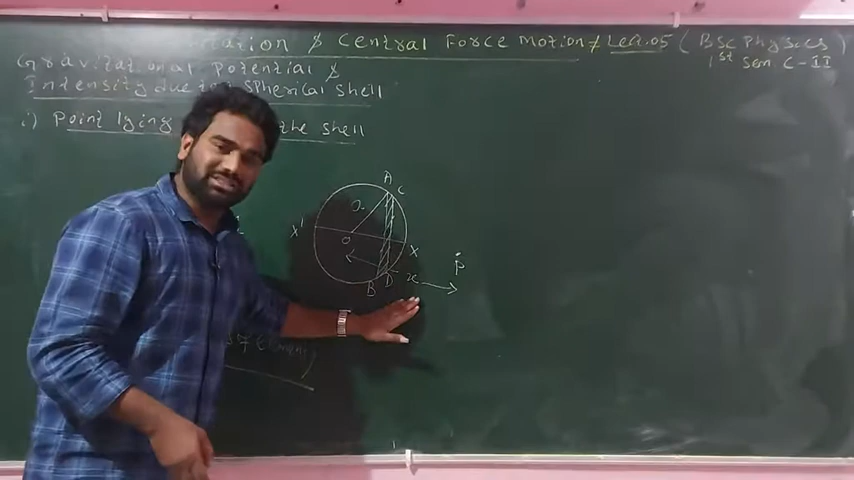 tation & Central Force Motion ≠ Lec.05 (BSc Physics)
1st Sem. C-II
Gravitational Potential &
Intensity due to Spherical Shell
i) Point lying the shell
A
C
O
X'
O
X
P
x
B
D